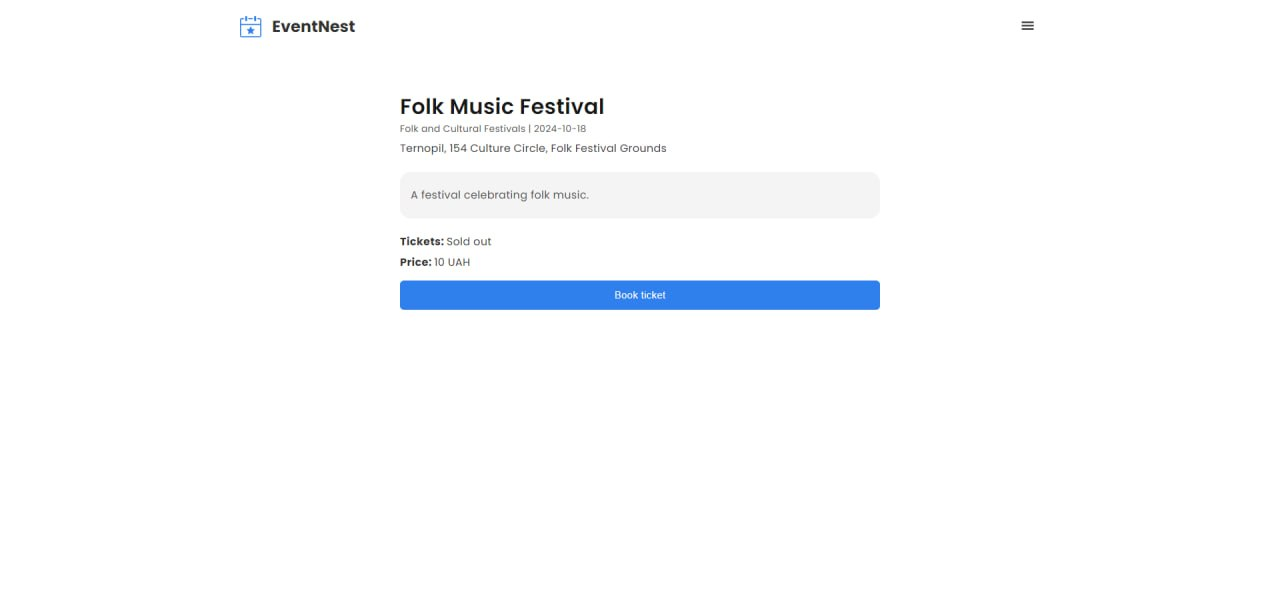 EventNest
Folk Music Festival
Folk and Cultural Festivals | 2024-10-18
Ternopil, 154 Culture Circle, Folk Festival Grounds
A festival celebrating folk music.
Tickets: Sold out
Price: 10 UAH
Book ticket